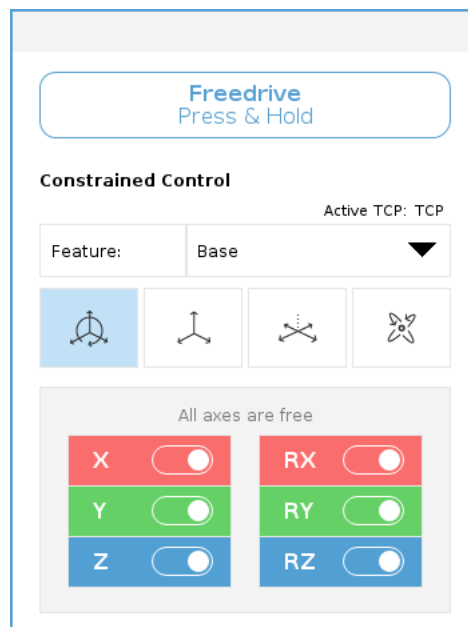 Freedrive
Press & Hold
Constrained Control
Active TCP: TCP
Feature: Base
All axes are free
X RX
Y RY
Z RZ